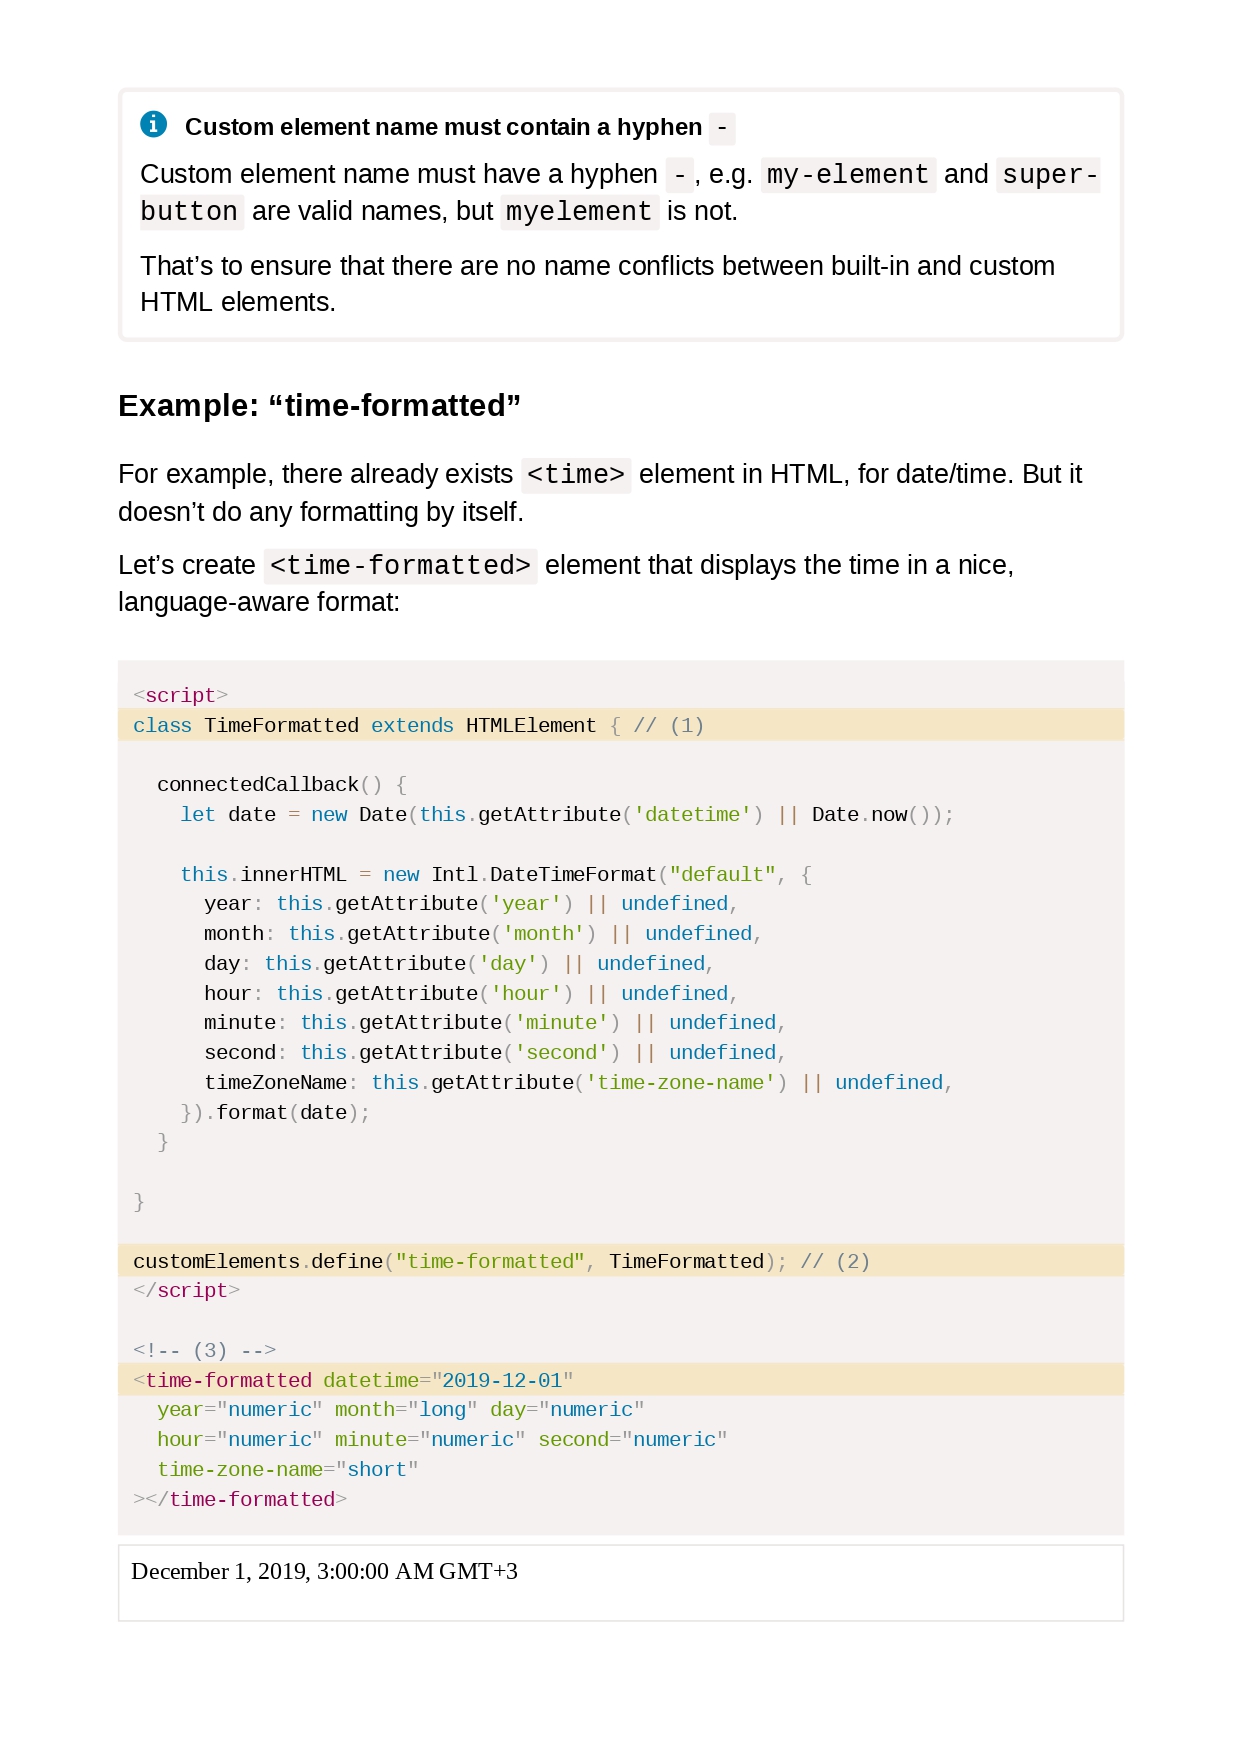 Custom element name must contain a hyphen -
Custom element name must have a hyphen -, e.g. my-element and super-
button are valid names, but myelement is not.
That’s to ensure that there are no name conflicts between built-in and custom
HTML elements.
Example: “time-formatted”
For example, there already exists <time> element in HTML, for date/time. But it
doesn’t do any formatting by itself.
Let’s create <time-formatted> element that displays the time in a nice,
language-aware format:
<script>
class TimeFormatted extends HTMLElement { // (1)
  connectedCallback() {
    let date = new Date(this.getAttribute('datetime') || Date.now());
    this.innerHTML = new Intl.DateTimeFormat("default", {
      year: this.getAttribute('year') || undefined,
      month: this.getAttribute('month') || undefined,
      day: this.getAttribute('day') || undefined,
      hour: this.getAttribute('hour') || undefined,
      minute: this.getAttribute('minute') || undefined,
      second: this.getAttribute('second') || undefined,
      timeZoneName: this.getAttribute('time-zone-name') || undefined,
    }).format(date);
  }
}
customElements.define("time-formatted", TimeFormatted); // (2)
</script>
<!-- (3) -->
<time-formatted datetime="2019-12-01"
  year="numeric" month="long" day="numeric"
  hour="numeric" minute="numeric" second="numeric"
  time-zone-name="short"
></time-formatted>
December 1, 2019, 3:00:00 AM GMT+3